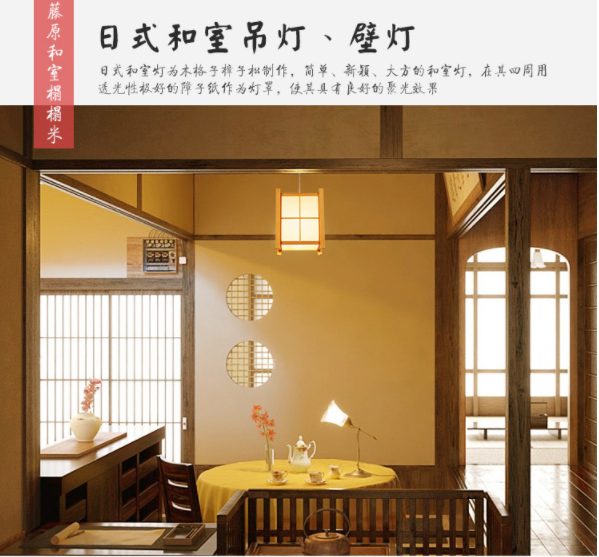 藤原和室榻榻米
日式和室吊灯、壁灯
日式和室灯为木格子樟子松制作，简单、新颖、大方的和室灯，在其四周用
透光性极好的障子纸作为灯罩，使其具有良好的聚光效果